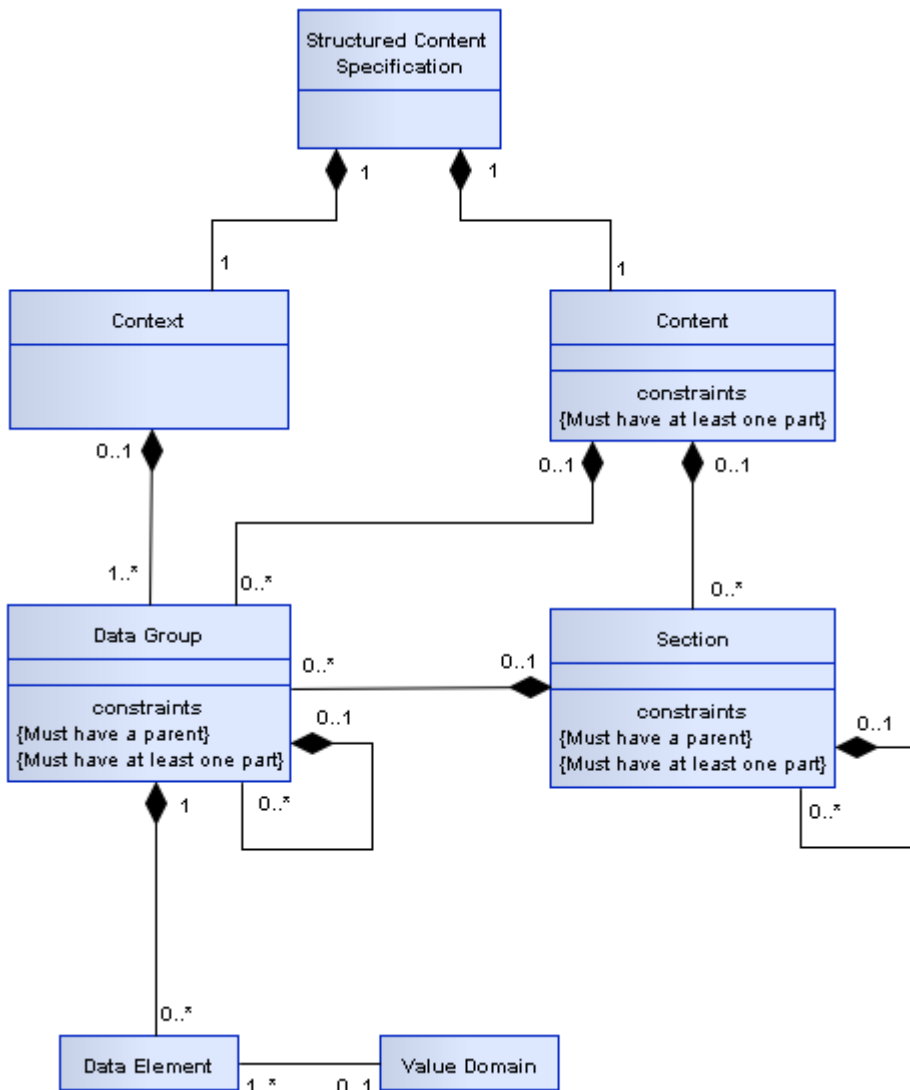 Structured Content
Specification
1
1
1
1
Context
Content
constraints
{Must have at least one part}
0..1
0..1
0..1
1..*
0..*
0..*
Data Group
Section
0..*
0..1
constraints
{Must have a parent}
{Must have at least one part}
0..1
constraints
{Must have a parent}
{Must have at least one part}
0..1
0..*
0..*
1
0..*
Data Element
Value Domain
1..*
0..1